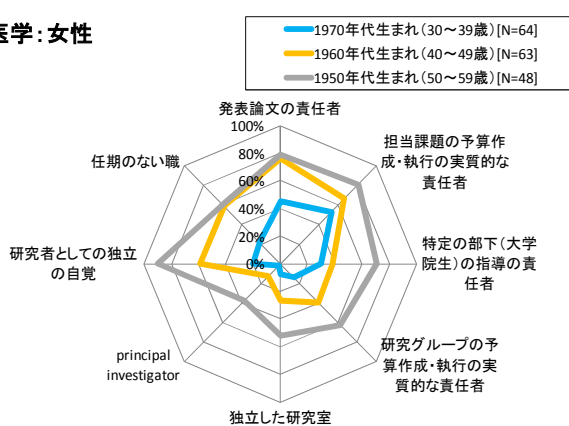 医学：女性
1970年代生まれ（30～39歳）[N=64]
1960年代生まれ（40～49歳）[N=63]
1950年代生まれ（50～59歳）[N=48]
発表論文の責任者
100%
80%
60%
40%
20%
0%
担当課題の予算作
成・執行の実質的な
責任者
特定の部下（大学
院生）の指導の責
任者
研究グループの予
算作成・執行の実
質的な責任者
独立した研究室
principal
investigator
研究者としての独立
の自覚
任期のない職